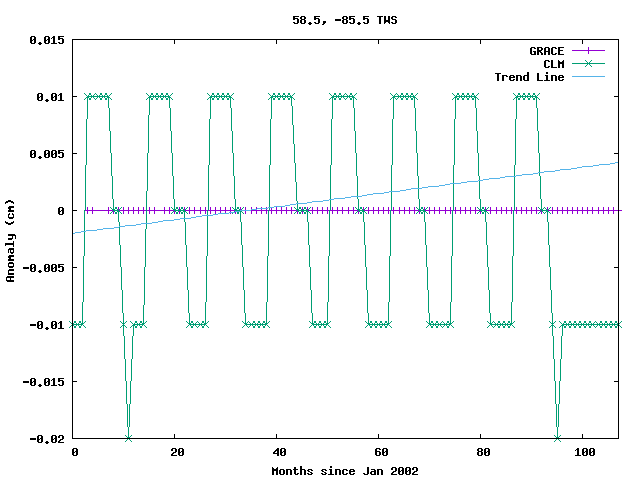 58.5, -85.5 TWS
GRACE
CLM
Trend Line
0.015
0.01
0.005
0
-0.005
-0.01
-0.015
-0.02
Anomaly (cm)
0 20 40 60 80 100
Months since Jan 2002